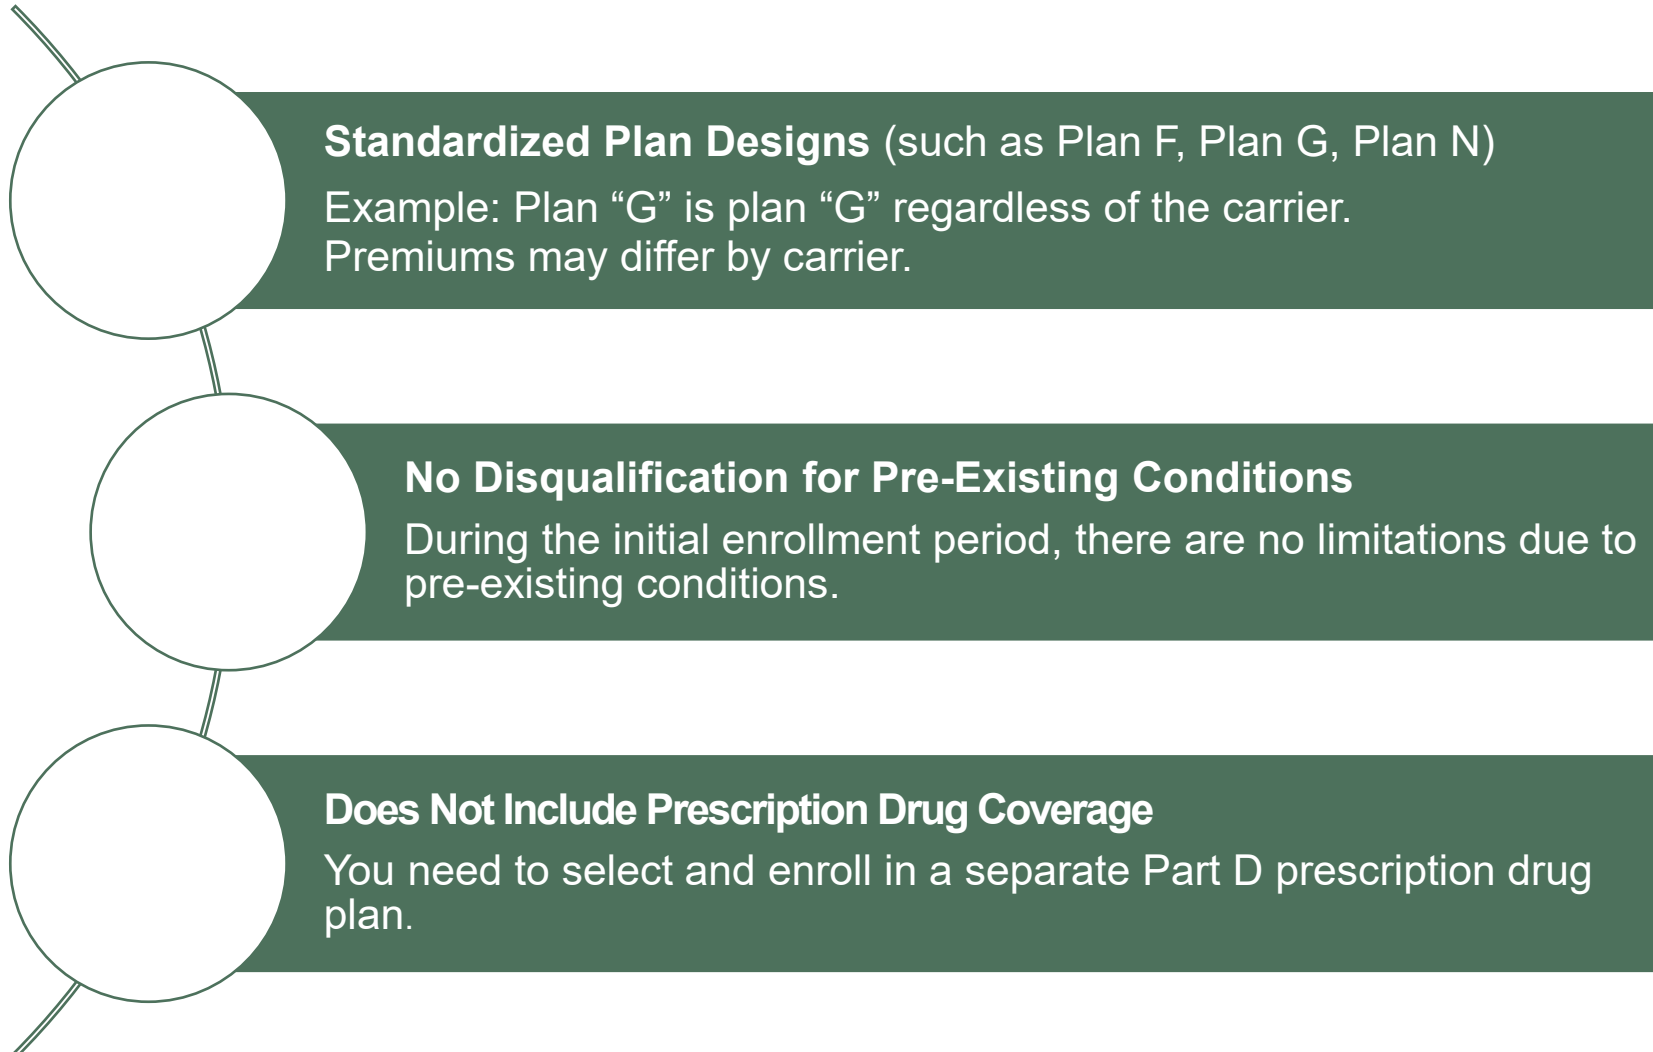 Standardized Plan Designs (such as Plan F, Plan G, Plan N)
Example: Plan “G” is plan “G” regardless of the carrier.
Premiums may differ by carrier.
No Disqualification for Pre-Existing Conditions
During the initial enrollment period, there are no limitations due to
pre-existing conditions.
Does Not Include Prescription Drug Coverage
You need to select and enroll in a separate Part D prescription drug
plan.